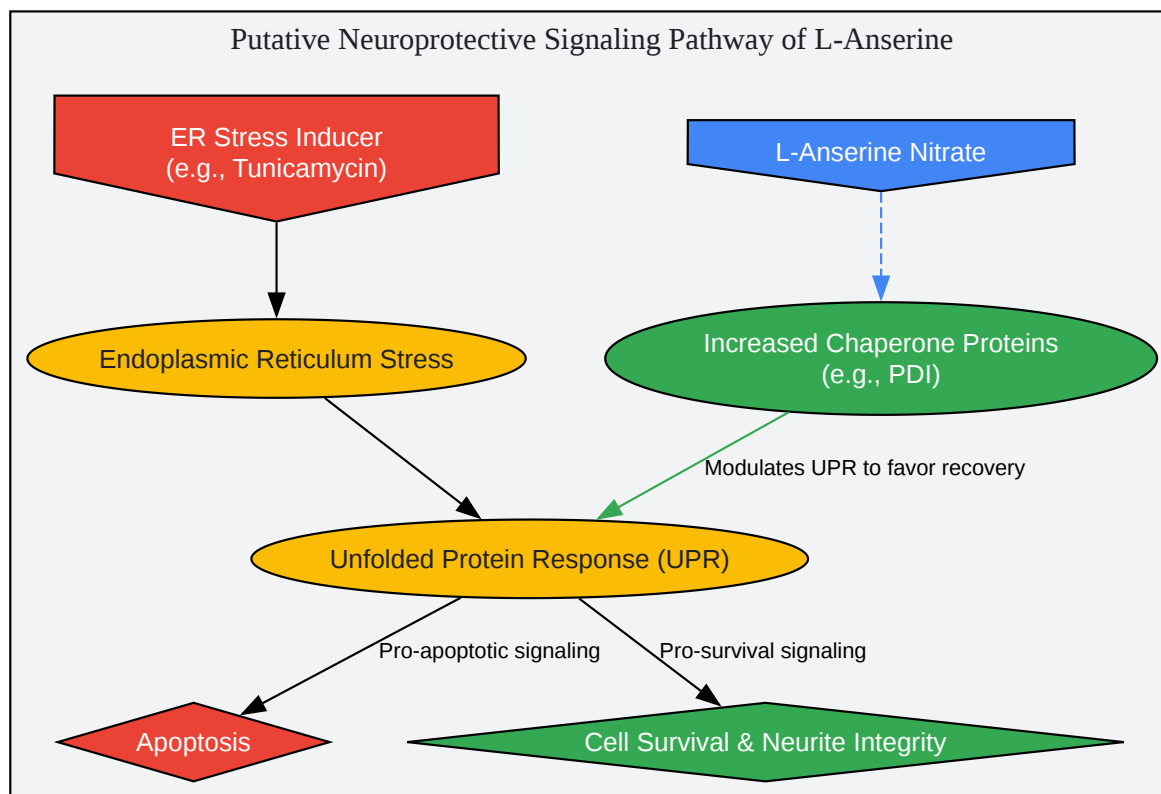 Putative Neuroprotective Signaling Pathway of L-Anserine
ER Stress Inducer
(e.g., Tunicamycin)
L-Anserine Nitrate
Endoplasmic Reticulum Stress
Increased Chaperone Proteins
(e.g., PDI)
Modulates UPR to favor recovery
Unfolded Protein Response (UPR)
Pro-apoptotic signaling
Pro-survival signaling
Apoptosis
Cell Survival & Neurite Integrity